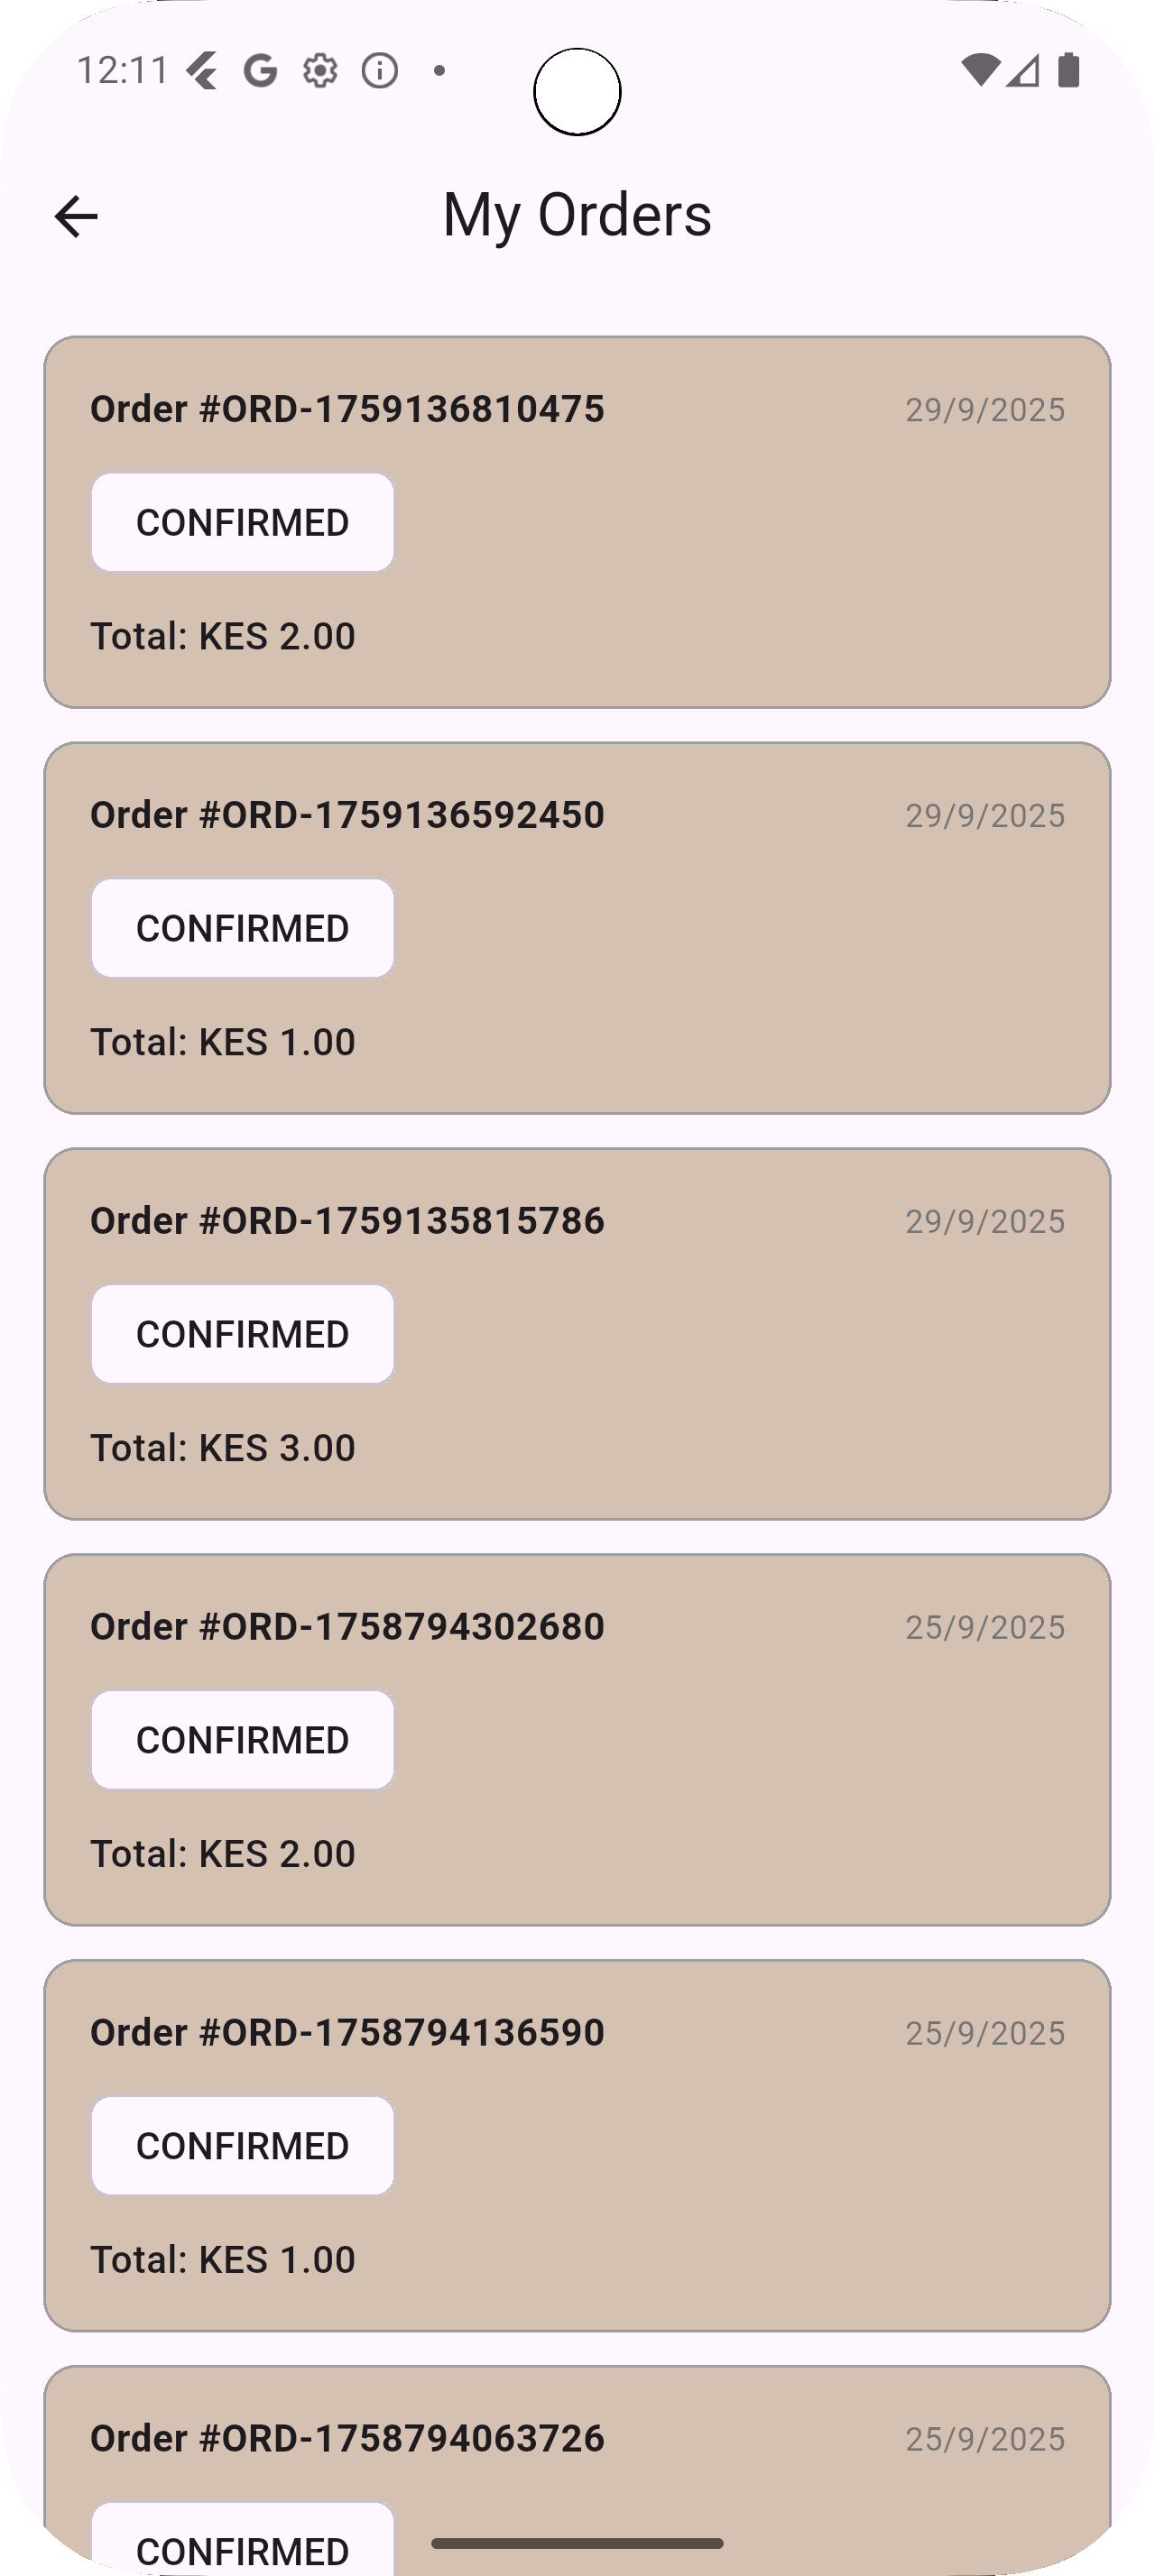 12:11
My Orders
Order #ORD-1759136810475 29/9/2025
CONFIRMED
Total: KES 2.00
Order #ORD-1759136592450 29/9/2025
CONFIRMED
Total: KES 1.00
Order #ORD-1759135815786 29/9/2025
CONFIRMED
Total: KES 3.00
Order #ORD-1758794302680 25/9/2025
CONFIRMED
Total: KES 2.00
Order #ORD-1758794136590 25/9/2025
CONFIRMED
Total: KES 1.00
Order #ORD-1758794063726 25/9/2025
CONFIRMED